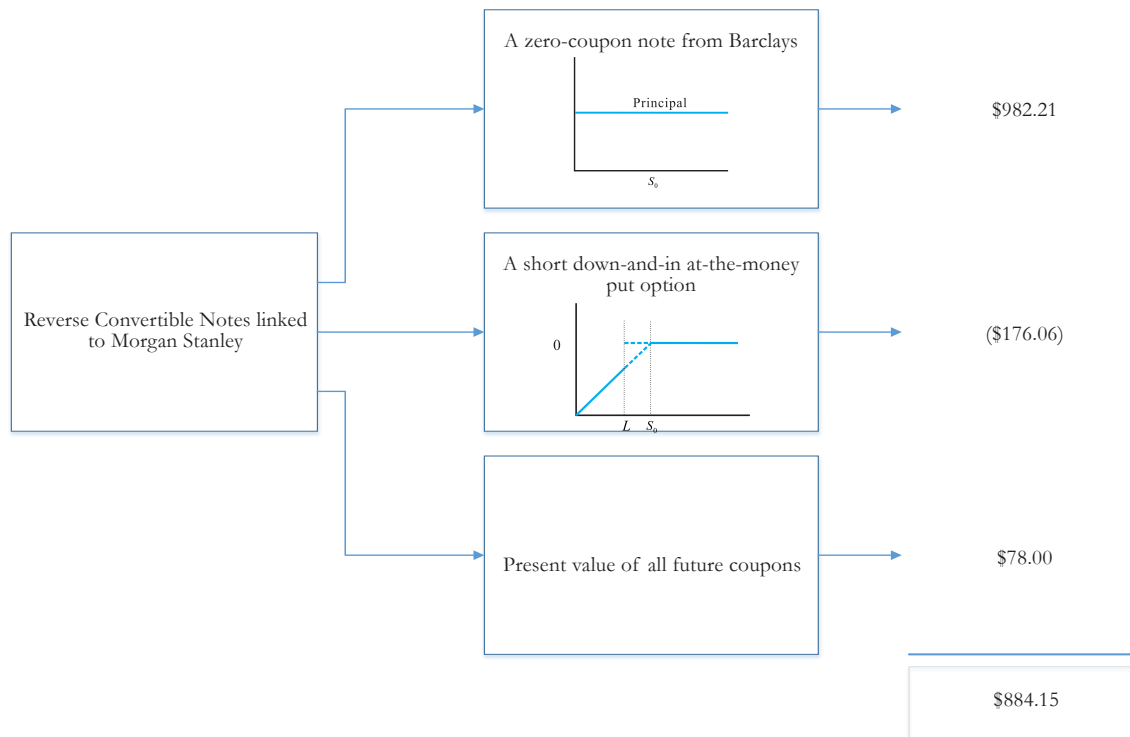 A zero-coupon note from Barclays
Principal
S₀
$982.21
Reverse Convertible Notes linked
to Morgan Stanley
A short down-and-in at-the-money
put option
0
L S₀
($176.06)
Present value of all future coupons
$78.00
$884.15